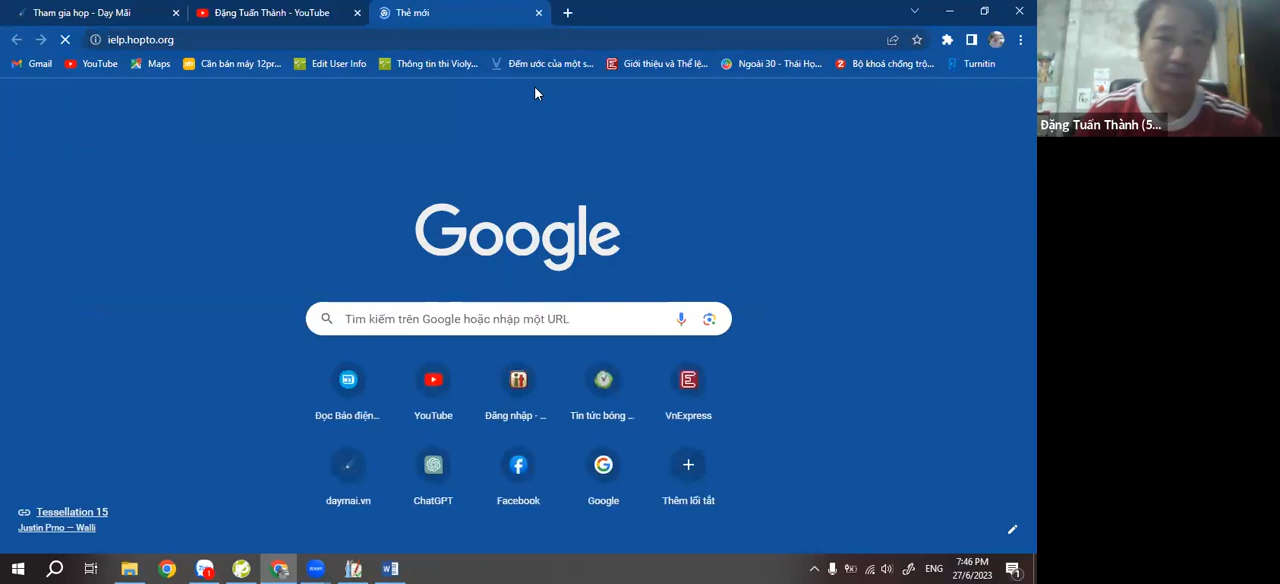 Tham gia họp - Dạy Mãi
Đặng Tuấn Thành - YouTube
Thẻ mới
ielp.hopto.org
Gmail
YouTube
Maps
Căn bán máy 12pr...
Edit User Info
Thông tin thi Violy...
Đếm ước của một s...
Giới thiệu và Thể lệ...
Ngoài 30 - Thái Họ...
Bộ khoá chống trộ...
Turnitin
Đặng Tuấn Thành (5...
Google
Tìm kiếm trên Google hoặc nhập một URL
Đọc Báo điện...
YouTube
Đăng nhập - ...
Tin tức bóng ...
VnExpress
daymai.vn
ChatGPT
Facebook
Google
Thêm lối tắt
Tessellation 15
Justin Prno — Walli
ENG
7:46 PM
27/6/2023